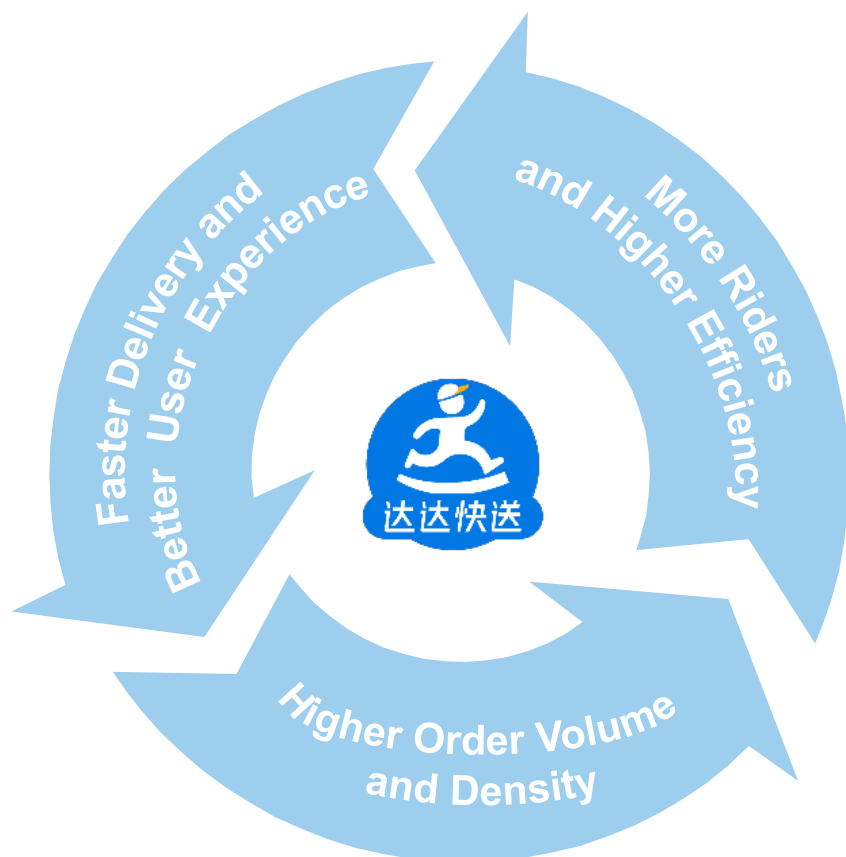 Faster Delivery and
Better User Experience
More Riders
and Higher Efficiency
达达快送
Higher Order Volume
and Density